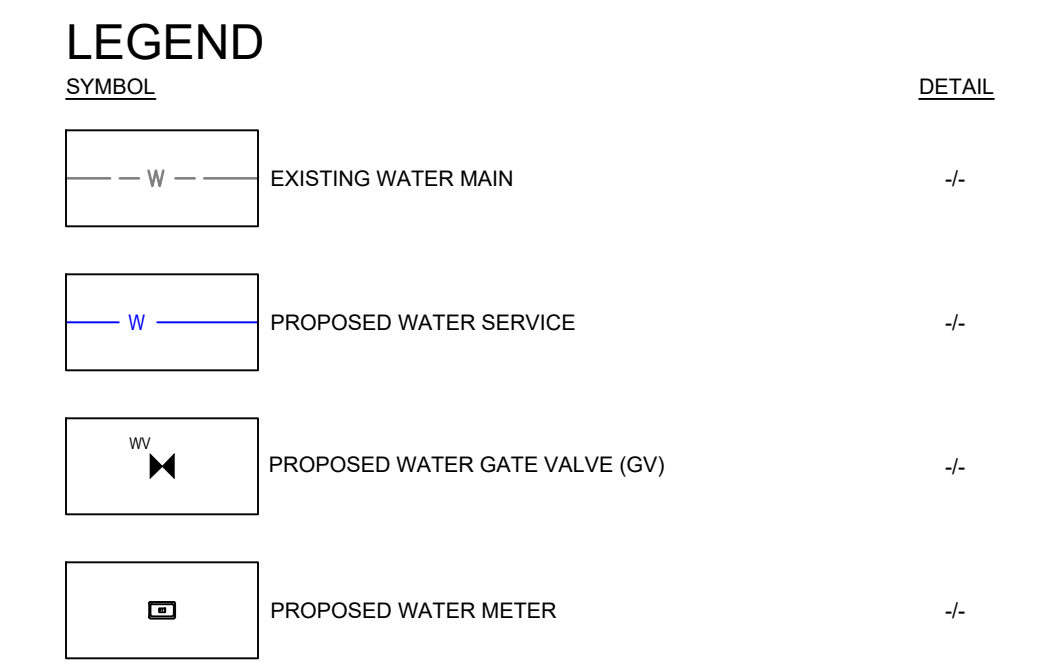 LEGEND
SYMBOL DETAIL
W EXISTING WATER MAIN -/-
W PROPOSED WATER SERVICE -/-
WV
PROPOSED WATER GATE VALVE (GV) -/-
PROPOSED WATER METER -/-